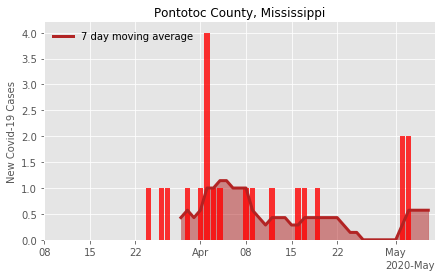 Pontotoc County, Mississippi
7 day moving average
New Covid-19 Cases
4.0
3.5
3.0
2.5
2.0
1.5
1.0
0.5
0.0
08 15 22 Apr 08 15 22 May
2020-May